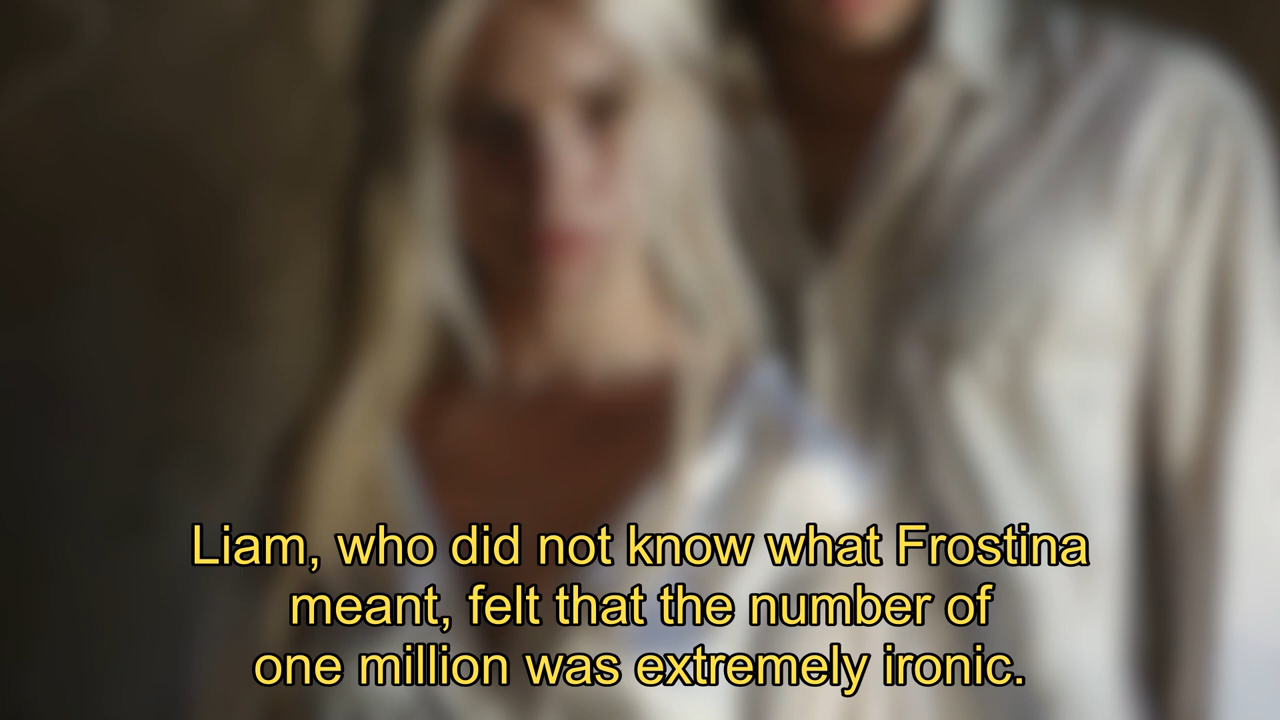 Liam, who did not know what Frostina
meant, felt that the number of
one million was extremely ironic.